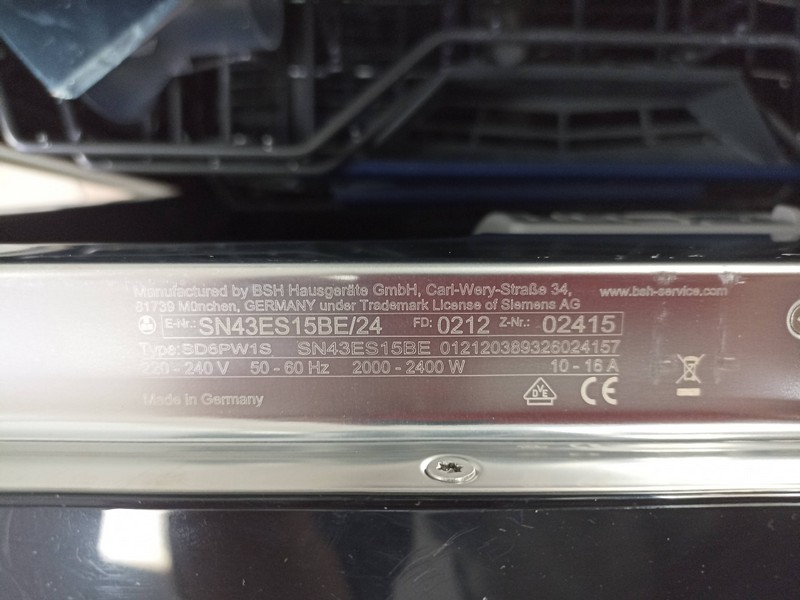 Manufactured by BSH Hausgeräte GmbH, Carl-Wery-Straße 34, www.bsh-service.com
81739 München, GERMANY under Trademark License of Siemens AG
E-Nr.: SN43ES15BE/24 FD: 0212 Z-Nr.: 02415
Type: SD6PW1S SN43ES15BE 012120389326024157
220 - 240 V 50 - 60 Hz 2000 - 2400 W 10 - 16 A
Made in Germany DVE CE